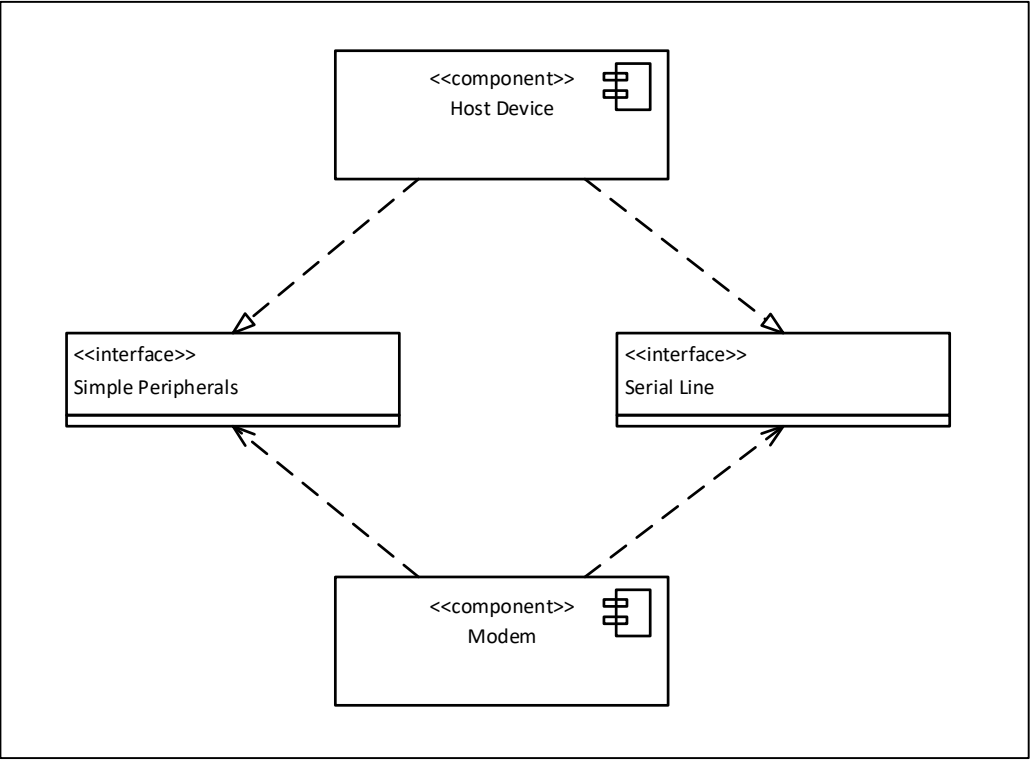 <<component>>
Host Device
<<interface>>
Simple Peripherals
<<interface>>
Serial Line
<<component>>
Modem